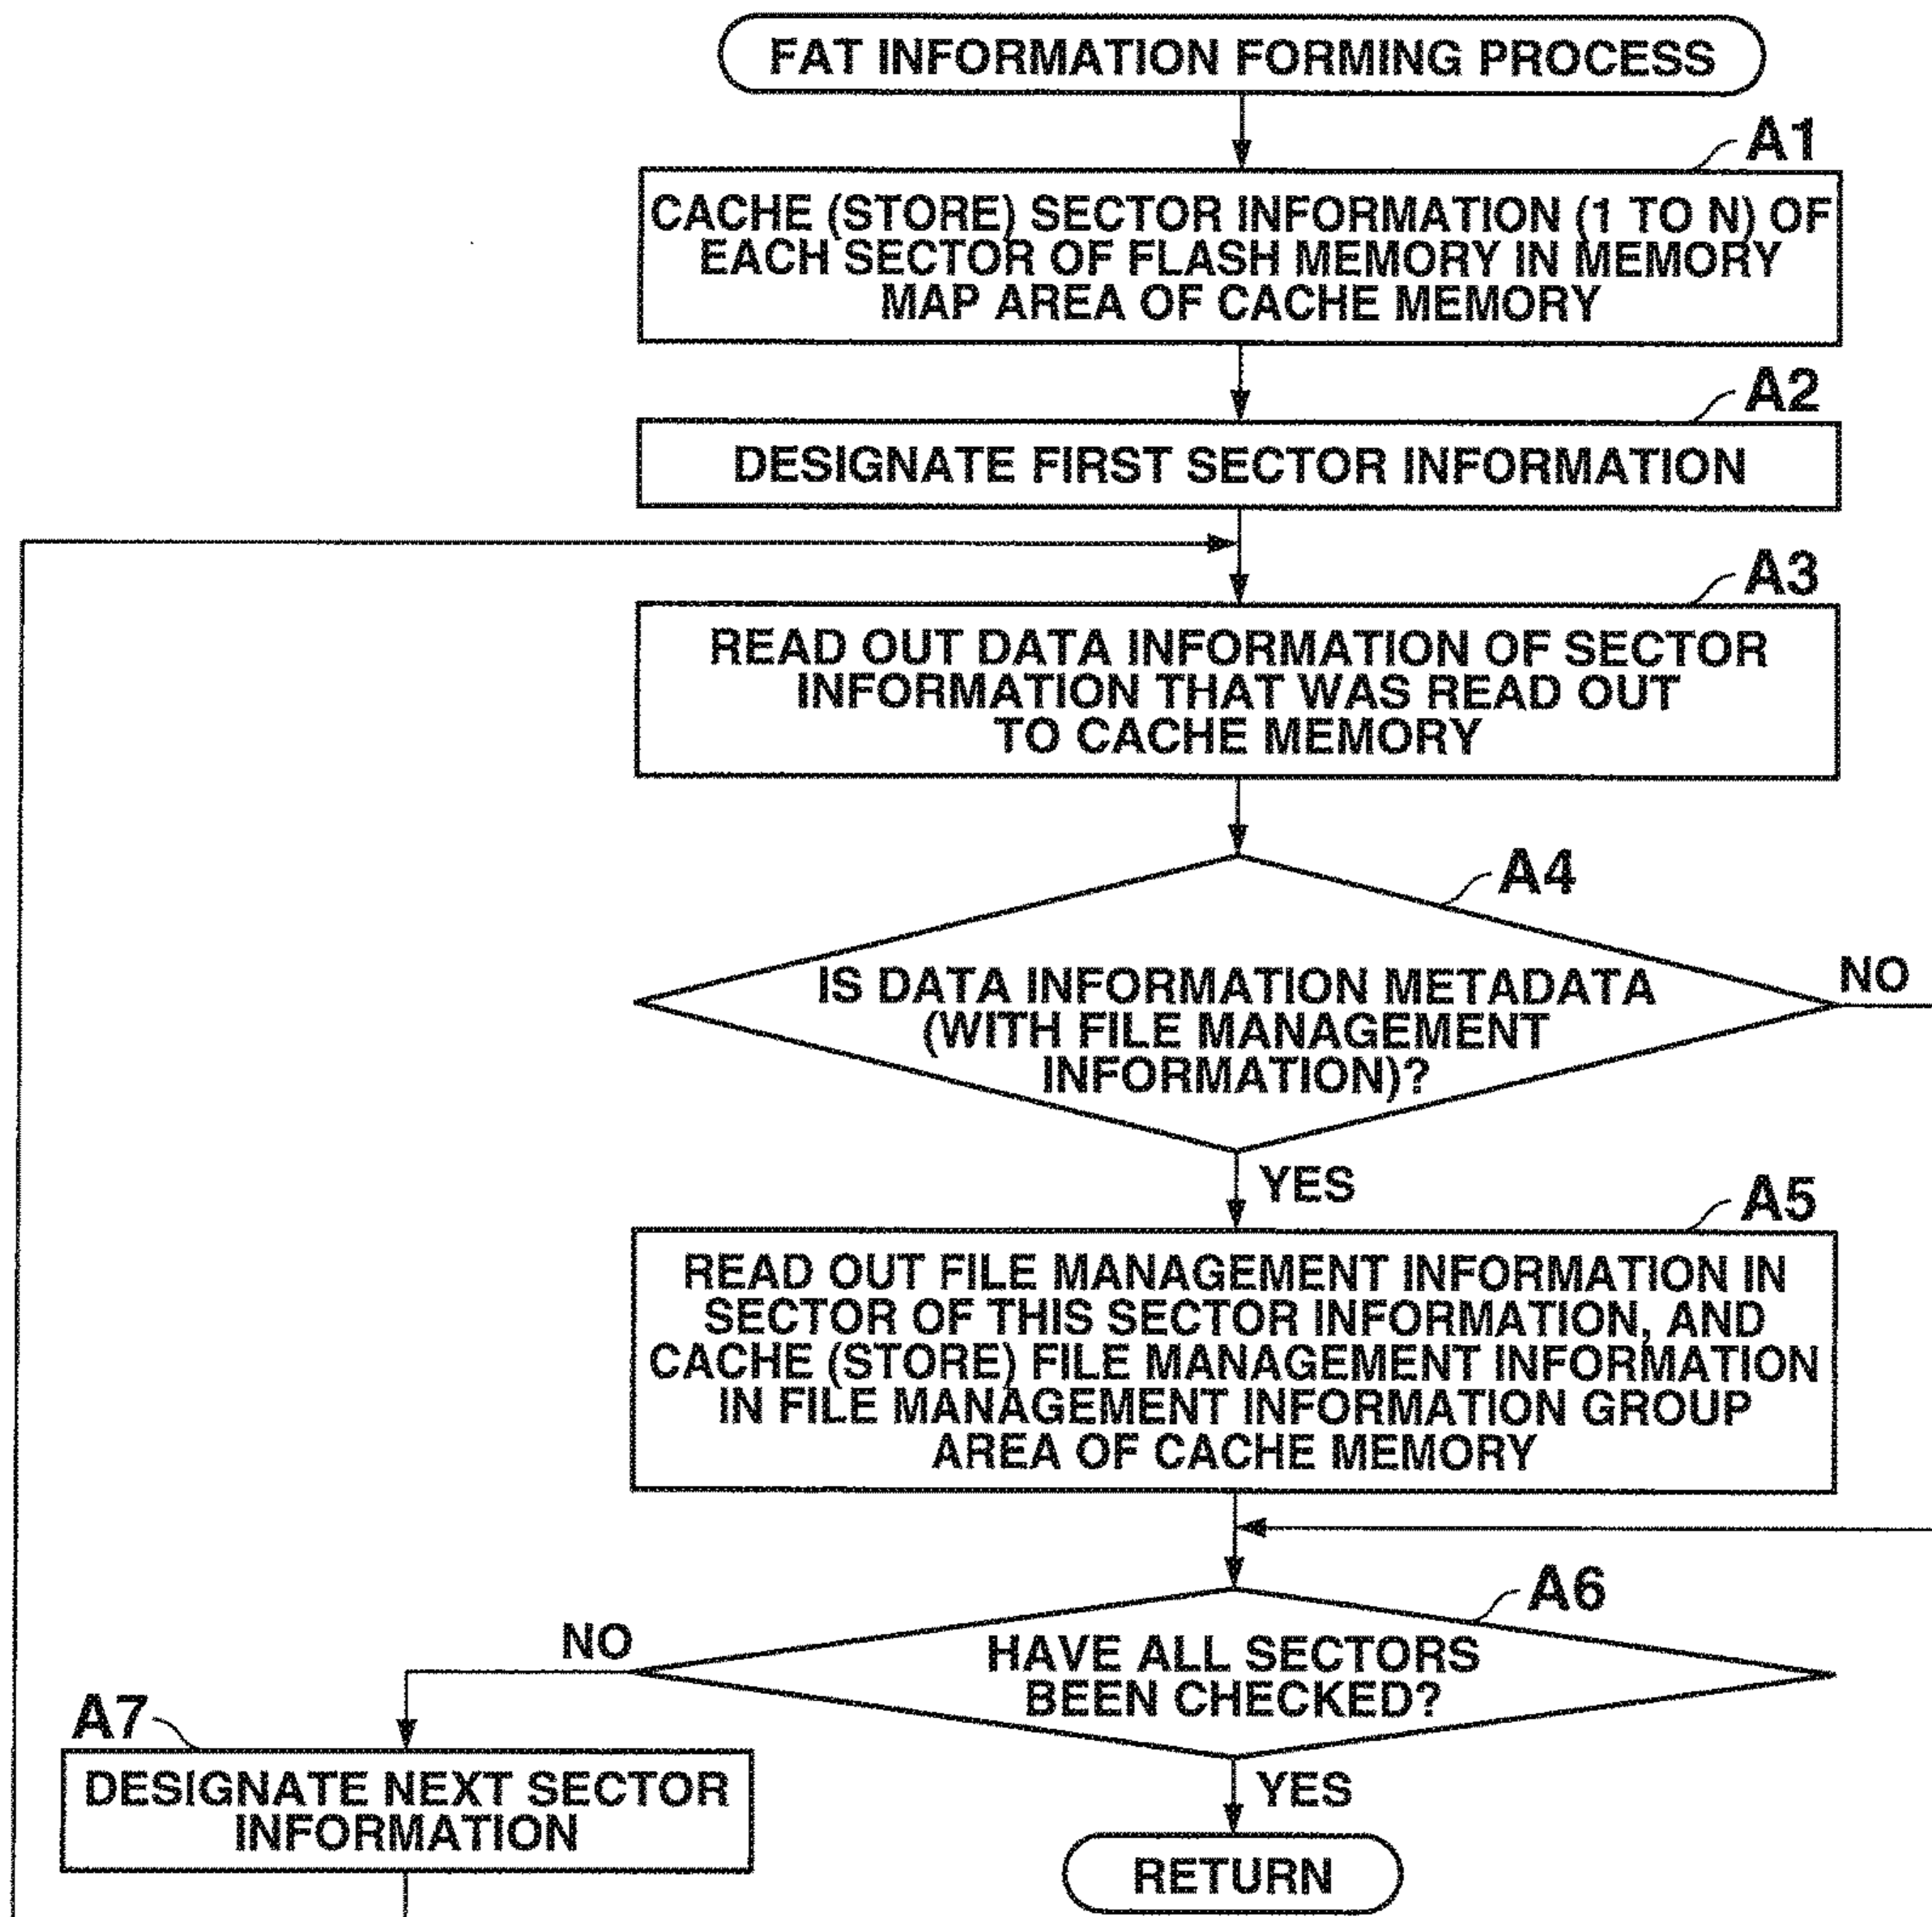 FAT INFORMATION FORMING PROCESS
A1
CACHE (STORE) SECTOR INFORMATION (1 TO N) OF
EACH SECTOR OF FLASH MEMORY IN MEMORY
MAP AREA OF CACHE MEMORY
A2
DESIGNATE FIRST SECTOR INFORMATION
A3
READ OUT DATA INFORMATION OF SECTOR
INFORMATION THAT WAS READ OUT
TO CACHE MEMORY
A4
IS DATA INFORMATION METADATA
(WITH FILE MANAGEMENT
INFORMATION)?
NO
YES
A5
READ OUT FILE MANAGEMENT INFORMATION IN
SECTOR OF THIS SECTOR INFORMATION, AND
CACHE (STORE) FILE MANAGEMENT INFORMATION
IN FILE MANAGEMENT INFORMATION GROUP
AREA OF CACHE MEMORY
A6
HAVE ALL SECTORS
BEEN CHECKED?
NO
A7
DESIGNATE NEXT SECTOR
INFORMATION
YES
RETURN